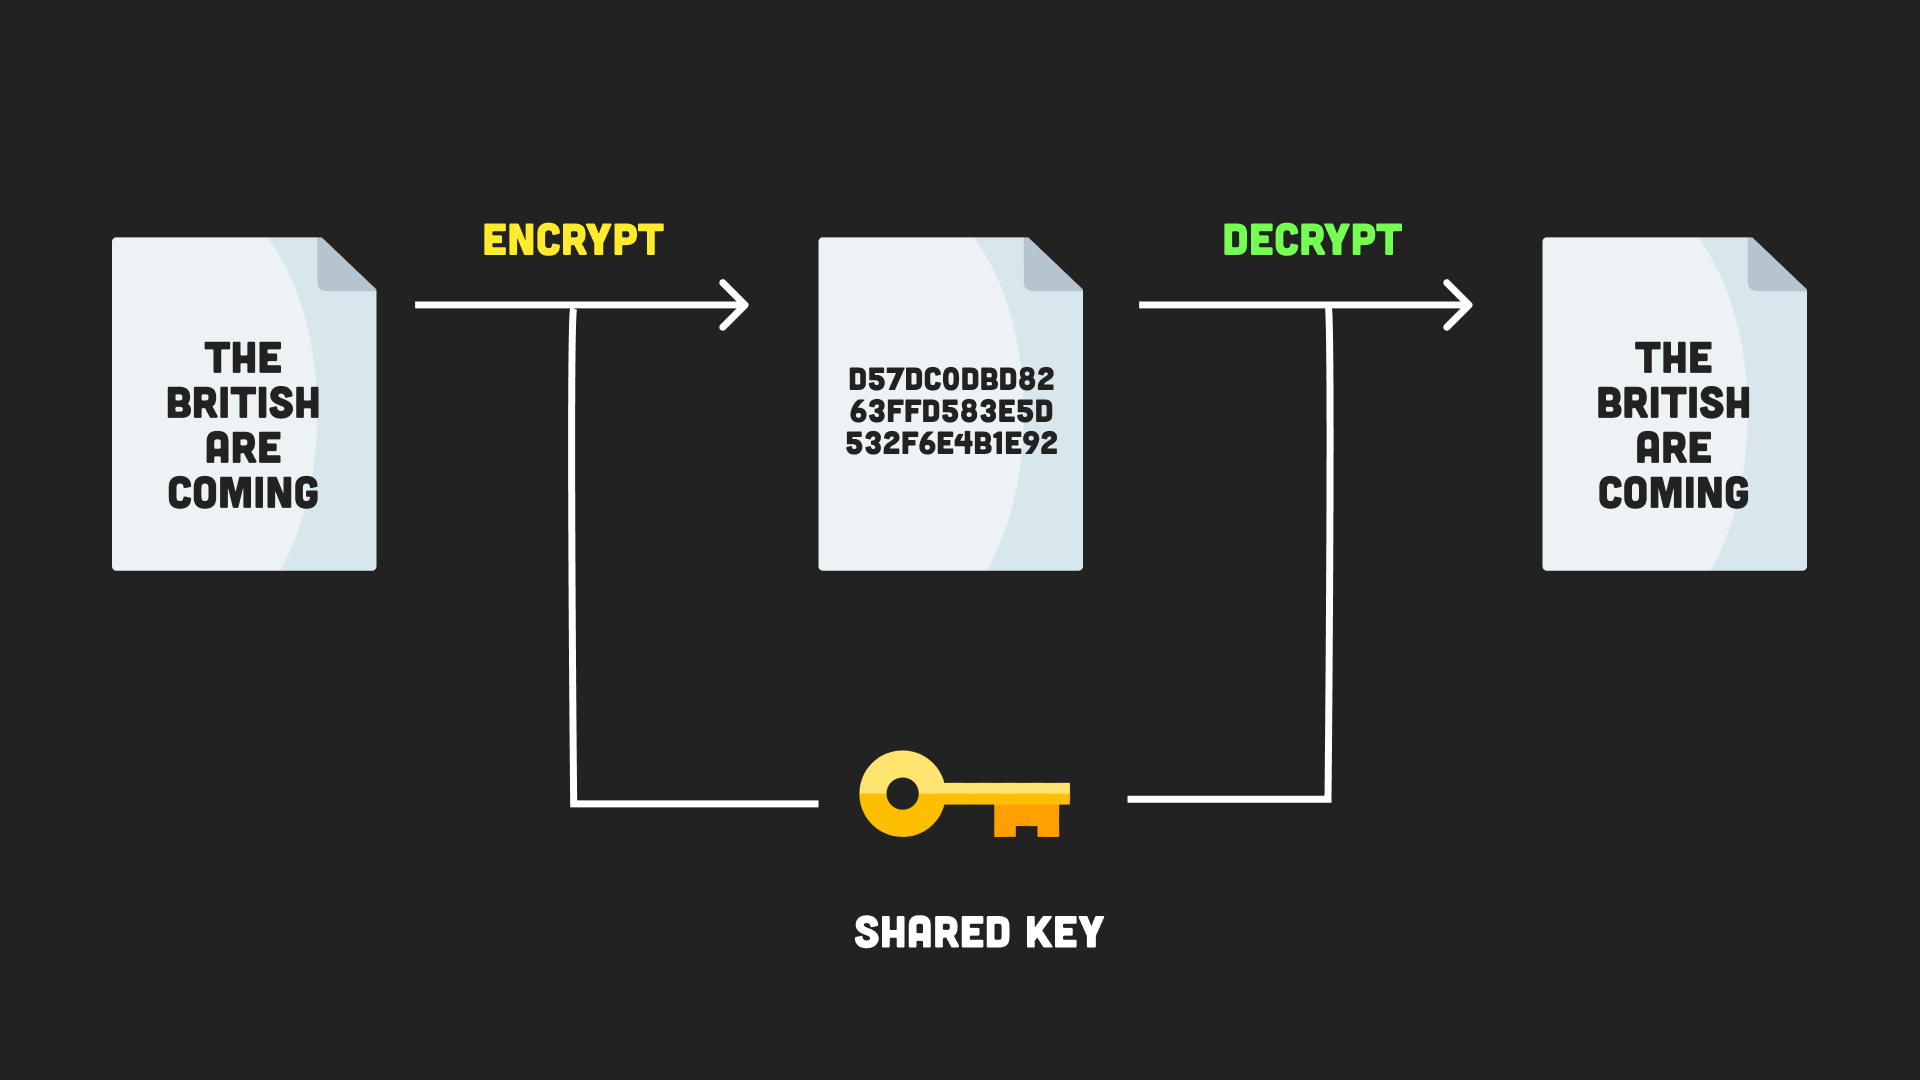 ENCRYPT
DECRYPT
THE
BRITISH
ARE
COMING
D57DC0DBD82
63FFD583E5D
532F6E4B1E92
THE
BRITISH
ARE
COMING
SHARED KEY